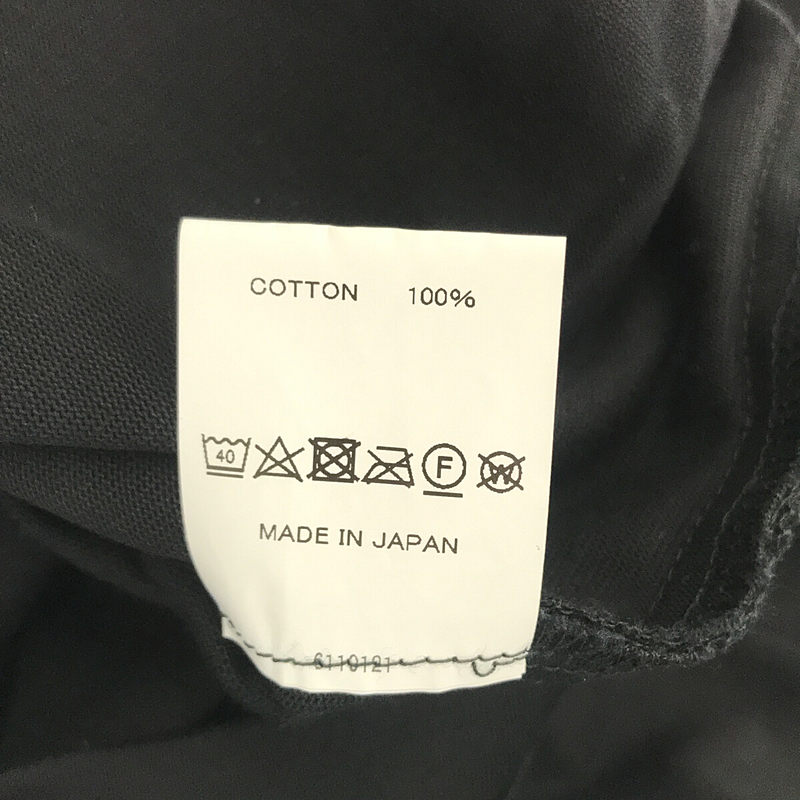 COTTON 100%
40 F W
MADE IN JAPAN
6110121